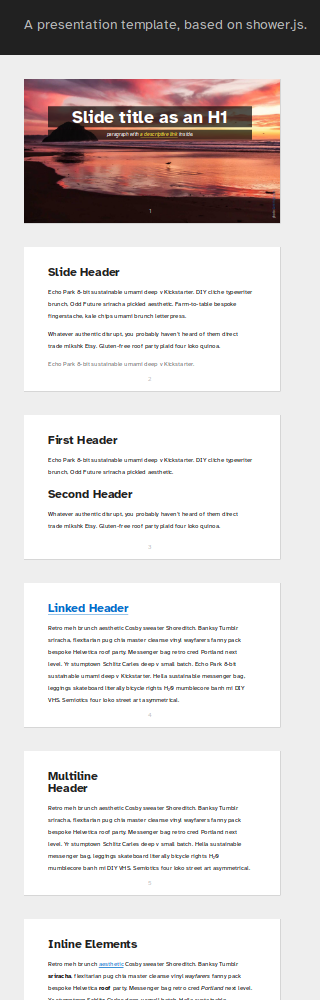 A presentation template, based on shower.js.
Slide title as an H1
paragraph with a descriptive link inside
1
Slide Header
Echo Park 8-bit sustainable umami deep v Kickstarter. DIY cliche typewriter
brunch. Odd Future sriracha pickled aesthetic. Farm-to-table bespoke
fingerstache, kale chips umami brunch letterpress.
Whatever authentic disrupt, you probably haven't heard of them direct
trade mlkshk Etsy. Gluten-free roof party plaid four loko quinoa.
Echo Park 8-bit sustainable umami deep v Kickstarter.
2
First Header
Echo Park 8-bit sustainable umami deep v Kickstarter. DIY cliche typewriter
brunch. Odd Future sriracha pickled aesthetic.
Second Header
Whatever authentic disrupt, you probably haven't heard of them direct
trade mlkshk Etsy. Gluten-free roof party plaid four loko quinoa.
3
Linked Header
Retro meh brunch aesthetic Cosby sweater Shoreditch. Banksy Tumblr
sriracha, flexitarian pug chia master cleanse vinyl wayfarers fanny pack
bespoke Helvetica roof party. Messenger bag retro cred Portland next
level. Yr stumptown Schlitz Carles deep v small batch. Echo Park 8-bit
sustainable umami deep v Kickstarter. Hella sustainable messenger bag,
leggings skateboard literally bicycle rights H₂0 mumblecore banh mi DIY
VHS. Semiotics four loko street art asymmetrical.
4
Multiline
Header
Retro meh brunch aesthetic Cosby sweater Shoreditch. Banksy Tumblr
sriracha, flexitarian pug chia master cleanse vinyl wayfarers fanny pack
bespoke Helvetica roof party. Messenger bag retro cred Portland next
level. Yr stumptown Schlitz Carles deep v small batch. Hella sustainable
messenger bag, leggings skateboard literally bicycle rights H₂0
mumblecore banh mi DIY VHS. Semiotics four loko street art asymmetrical.
5
Inline Elements
Retro meh brunch aesthetic Cosby sweater Shoreditch. Banksy Tumblr
sriracha, flexitarian pug chia master cleanse vinyl wayfarers fanny pack
bespoke Helvetica roof party. Messenger bag retro cred Portland next level.